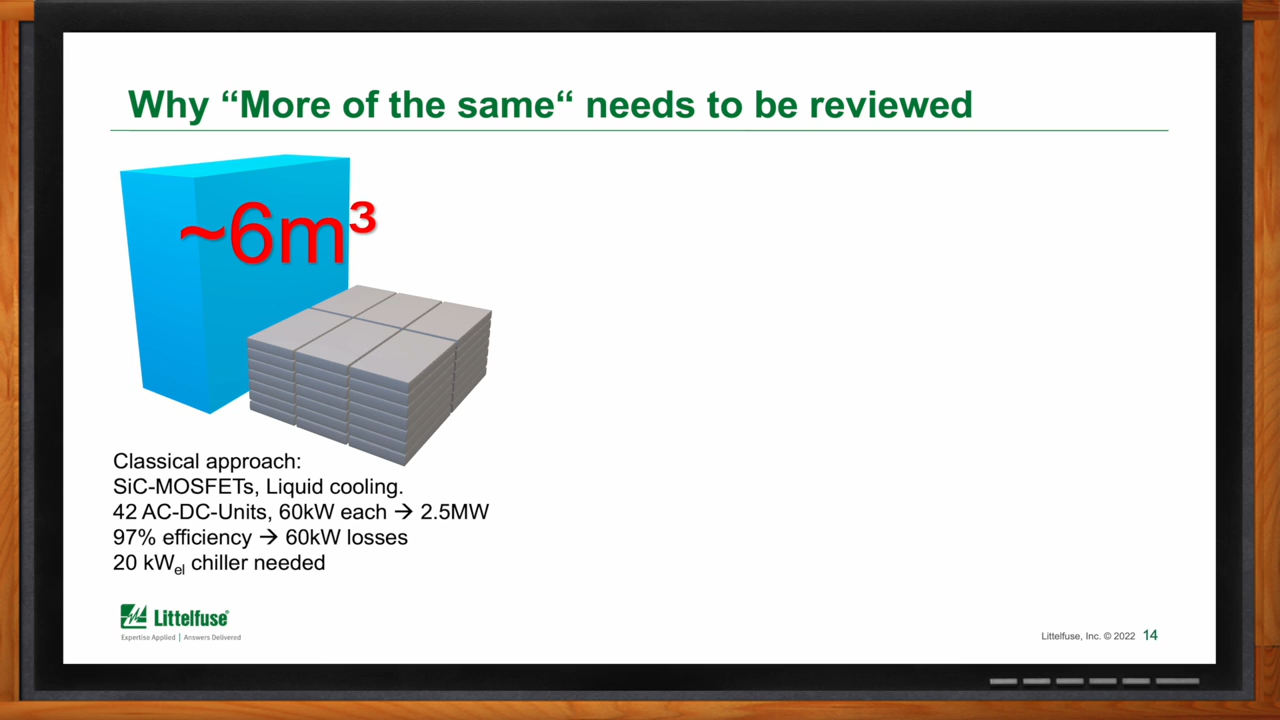 Why “More of the same“ needs to be reviewed
~6m³
Classical approach:
SiC-MOSFETs, Liquid cooling.
42 AC-DC-Units, 60kW each → 2.5MW
97% efficiency → 60kW losses
20 kWel chiller needed
Littelfuse®
Expertise Applied | Answers Delivered
Littelfuse, Inc. © 2022 14